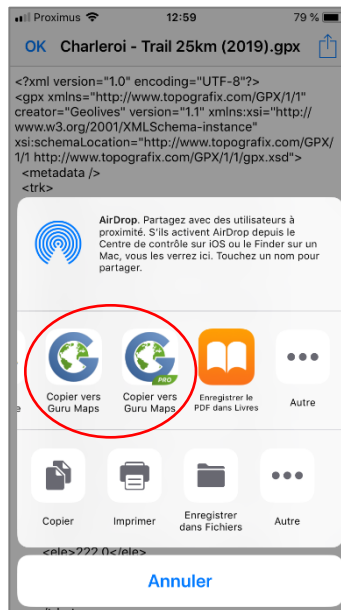 Proximus 12:59 79 %
OK Charleroi - Trail 25km (2019).gpx
<?xml version="1.0" encoding="UTF-8"?>
<gpx xmlns="http://www.topografix.com/GPX/1/1"
creator="Geolives" version="1.1" xmlns:xsi="http://
www.w3.org/2001/XMLSchema-instance"
xsi:schemaLocation="http://www.topografix.com/GPX/
1/1 http://www.topografix.com/GPX/1/1/gpx.xsd">
<metadata />
<trk>
AirDrop. Partagez avec des utilisateurs à
proximité. S'ils activent AirDrop depuis le
Centre de contrôle sur iOS ou le Finder sur un
Mac, vous les verrez ici. Touchez un nom pour
partager.
PRO
Copier vers
Guru Maps
Copier vers
Guru Maps
Enregistrer le
PDF dans Livres
Autre
Copier
Imprimer
Enregistrer
dans Fichiers
Autre
<ele>222.0</ele>
Annuler